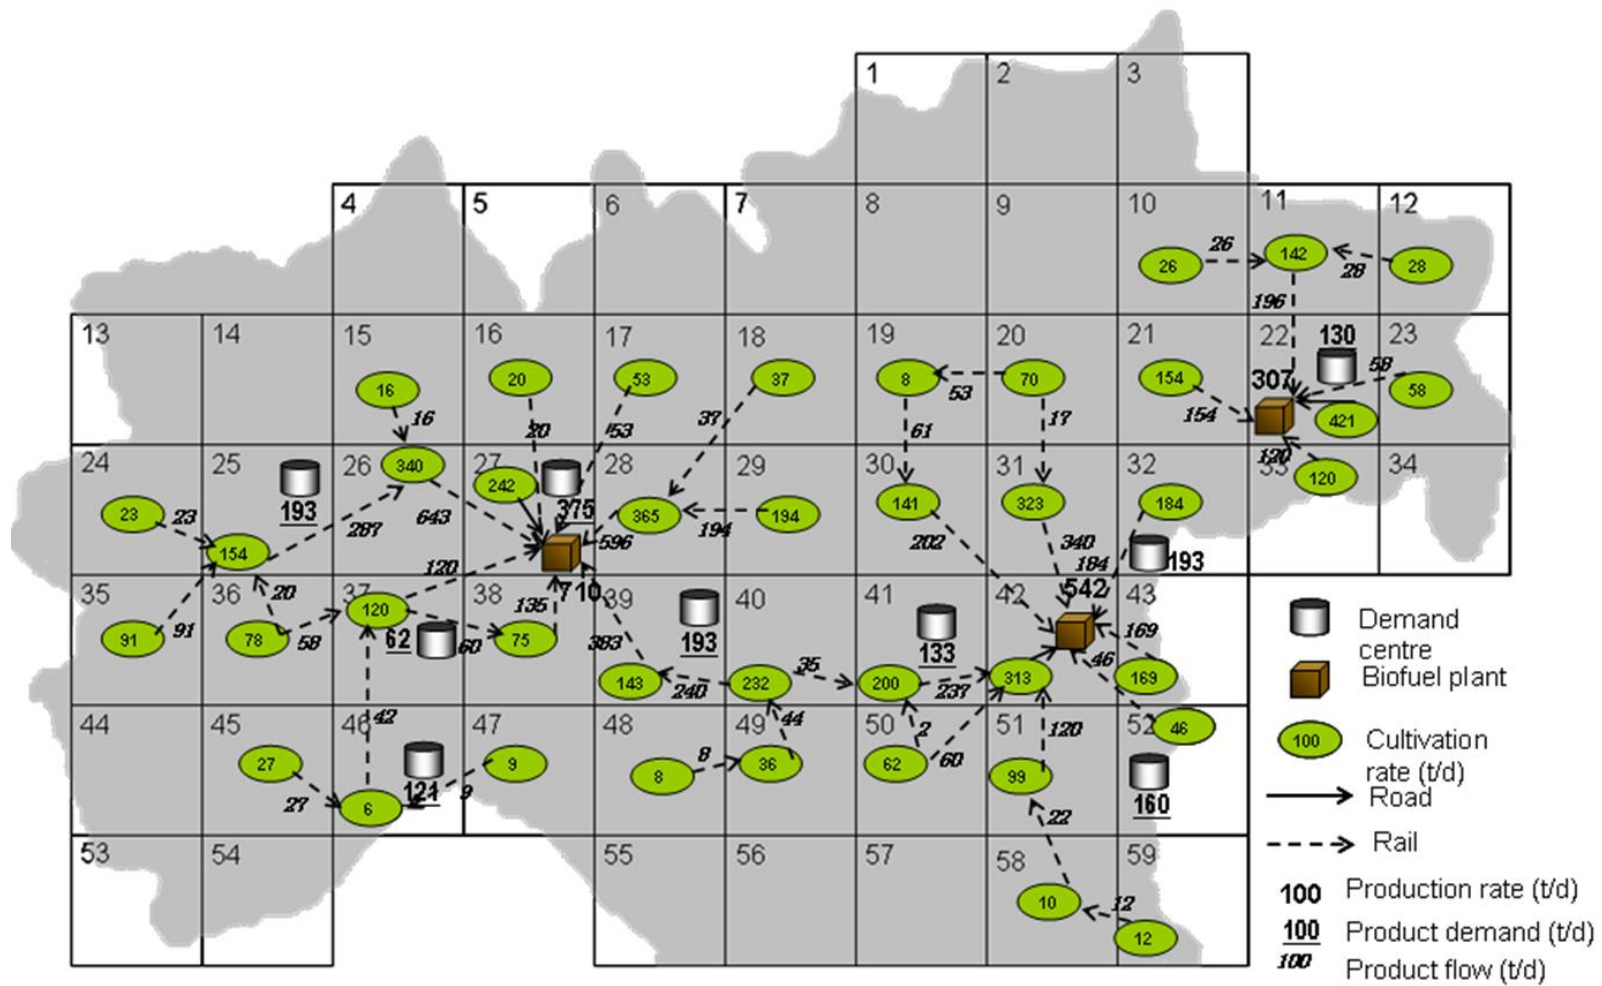 1 2 3
4 5 6 7 8 9 10 11 12
26 26 142 28 28
196
13 14 15 16 17 18 19 20 21 22 130 23
16 20 53 37 8 53 70 154 307 58 58
16 20 53 37 61 17 154 421
120
24 25 26 340 27 28 29 30 31 32 33 120 34
193 242 375 141 323 184
23 23 154 287 643 365 194 194 202 340
596 184 193
120 710 542
35 36 20 37 38 135 39 40 41 42 43
91 91 78 58 120 62 60 75 383 193 133 169
46
143 240 232 35 200 237 313 169
44 45 46 42 47 48 49 44 50 2 51 120 52 46
27 27 6 121 9 9 8 8 36 62 60 99 160
22
53 54 55 56 57 58 59
10 12 12
Demand
centre
Biofuel plant
100 Cultivation
rate (t/d)
Road
Rail
100 Production rate (t/d)
100 Product demand (t/d)
100 Product flow (t/d)